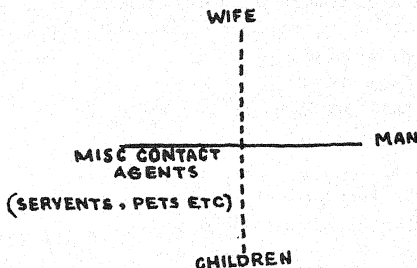 WIFE
MAN
MISC CONTACT
AGENTS
(SERVENTS, PETS ETC)
CHILDREN